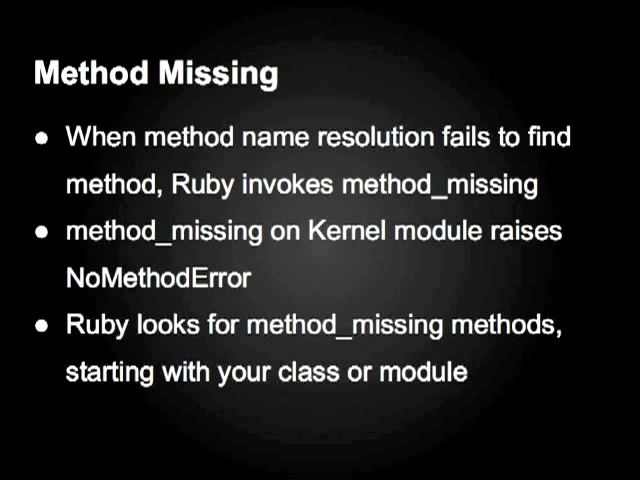 Method Missing
● When method name resolution fails to find
method, Ruby invokes method_missing
● method_missing on Kernel module raises
NoMethodError
● Ruby looks for method_missing methods,
starting with your class or module